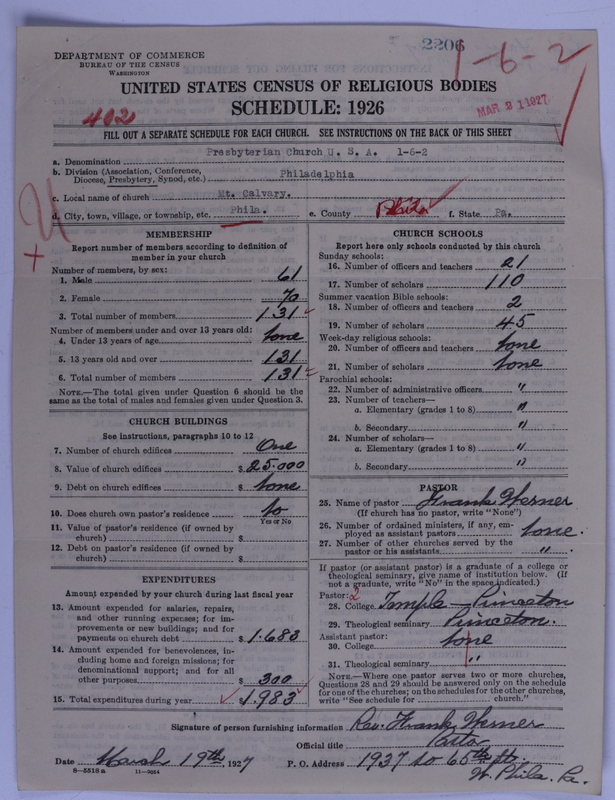 2206
1-6-2
DEPARTMENT OF COMMERCE
BUREAU OF THE CENSUS
WASHINGTON
UNITED STATES CENSUS OF RELIGIOUS BODIES
SCHEDULE: 1926
MAR 21 1927
402
FILL OUT A SEPARATE SCHEDULE FOR EACH CHURCH. SEE INSTRUCTIONS ON THE BACK OF THIS SHEET
a. Denomination Presbyterian Church U. S. A. 1-6-2
b. Division (Association, Conference, Diocese, Presbytery, Synod, etc.) Philadelphia
c. Local name of church Mt. Calvary.
d. City, town, village, or township, etc. Phila. e. County Phila f. State Pa.
MEMBERSHIP
Report number of members according to definition of
member in your church
Number of members, by sex:
1. Male 61
2. Female 70
3. Total number of members 131
Number of members under and over 13 years old:
4. Under 13 years of age None
5. 13 years old and over 131
6. Total number of members 131
NOTE.—The total given under Question 6 should be
same as the total of males and females given under Question 3.
CHURCH BUILDINGS
See instructions, paragraphs 10 to 12
7. Number of church edifices One
8. Value of church edifices $ 25.000
9. Debt on church edifices $ None
10. Does church own pastor's residence? No
Yes or No
11. Value of pastor's residence (if owned by
church) $
12. Debt on pastor's residence (if owned by
church) $
EXPENDITURES
Amount expended by your church during last fiscal year
13. Amount expended for salaries, repairs,
and other running expenses; for im-
provements or new buildings; and for
payments on church debt $ 1.683
14. Amount expended for benevolences, in-
cluding home and foreign missions; for
denominational support; and for all
other purposes $ 300
15. Total expenditures during year $ 1.983
CHURCH SCHOOLS
Report here only schools conducted by this church
Sunday schools:
16. Number of officers and teachers 21
17. Number of scholars 110
Summer vacation Bible schools:
18. Number of officers and teachers 2
19. Number of scholars 45
Week-day religious schools:
20. Number of officers and teachers None
21. Number of scholars None
Parochial schools:
22. Number of administrative officers "
23. Number of teachers—
a. Elementary (grades 1 to 8) "
b. Secondary "
24. Number of scholars—
a. Elementary (grades 1 to 8) "
b. Secondary "
PASTOR
25. Name of pastor Frank Werner
(If church has no pastor, write "None")
26. Number of ordained ministers, if any, em-
ployed as assistant pastors None.
27. Number of other churches served by the
pastor or his assistants "
If pastor (or assistant pastor) is a graduate of a college or
theological seminary, give name of institution below. (If
not a graduate, write "No" in the space indicated.)
Pastor: 2
28. College Temple — Princeton
29. Theological seminary Princeton.
Assistant pastor:
30. College None
31. Theological seminary "
NOTE.—Where one pastor serves two or more churches,
Questions 28 and 29 should be answered only on the schedule
for one of the churches; on the schedules for the other churches,
write "See schedule for church."
Signature of person furnishing information Rev. Frank Werner
Official title Pastor
Date March 19th, 1927 P. O. Address 1937 So 65th St.
W. Phila. Pa.
8-5518a 11-9024